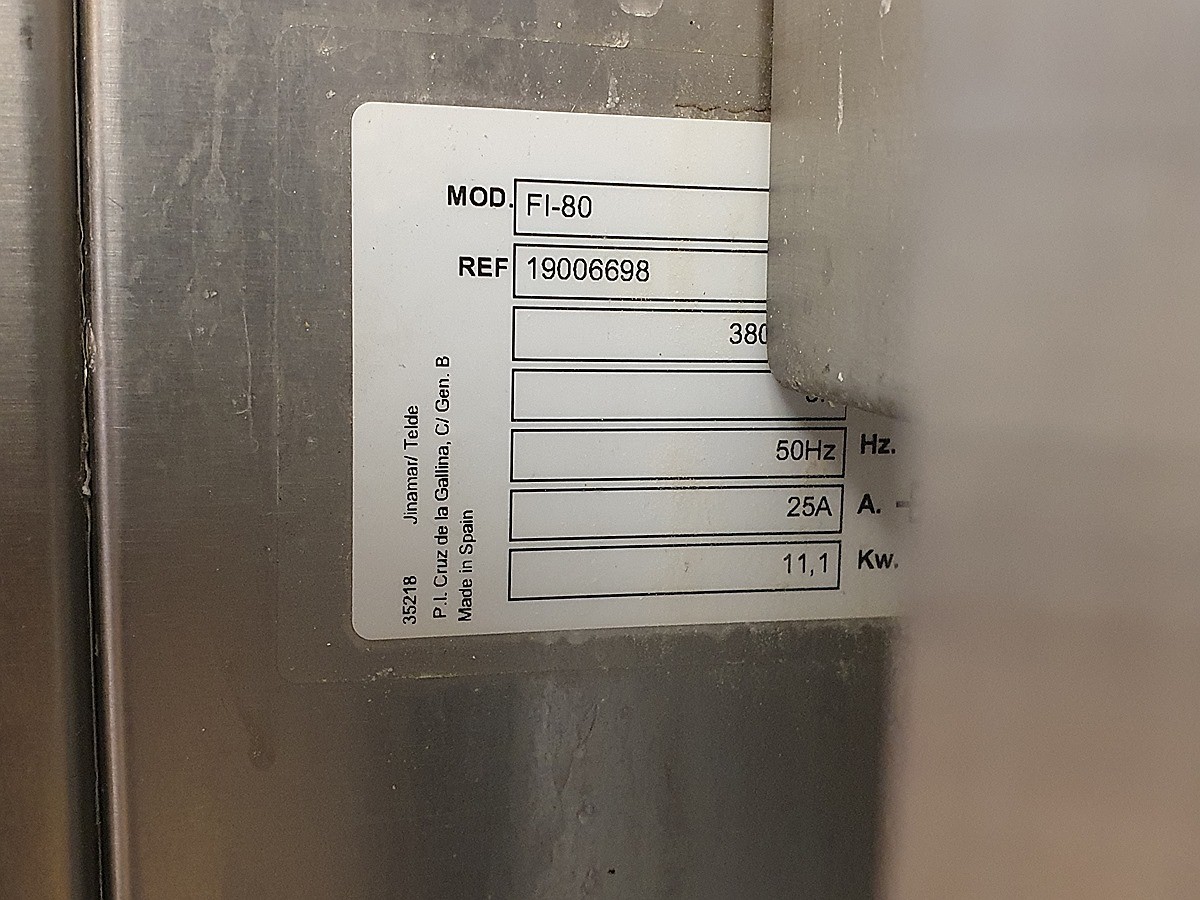 MOD. FI-80
REF 19006698
380
50Hz Hz.
25A A.
11,1 Kw.
35218 Jinamar/ Telde
P.I. Cruz de la Gallina, C/ Gen. B
Made in Spain